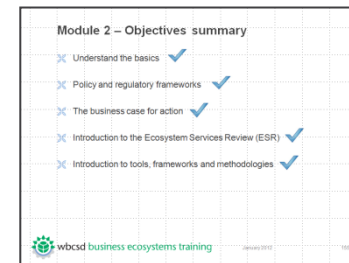 Module 2 – Objectives summary
Understand the basics
Policy and regulatory frameworks
The business case for action
Introduction to the Ecosystem Services Review (ESR)
Introduction to tools, frameworks and methodologies
wbcsd business ecosystems training
January 2012